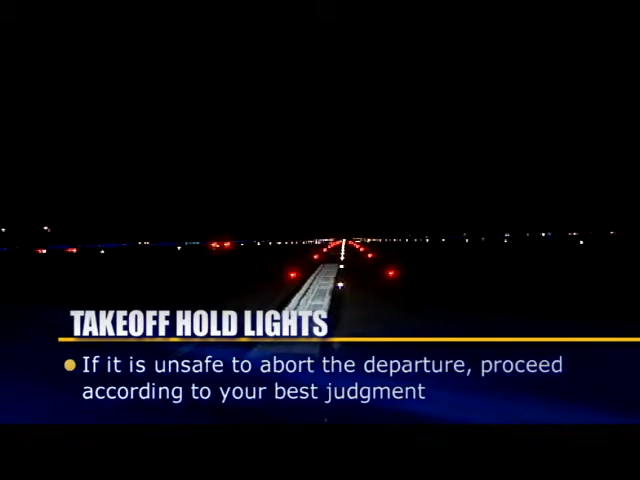 TAKEOFF HOLD LIGHTS
If it is unsafe to abort the departure, proceed
according to your best judgment